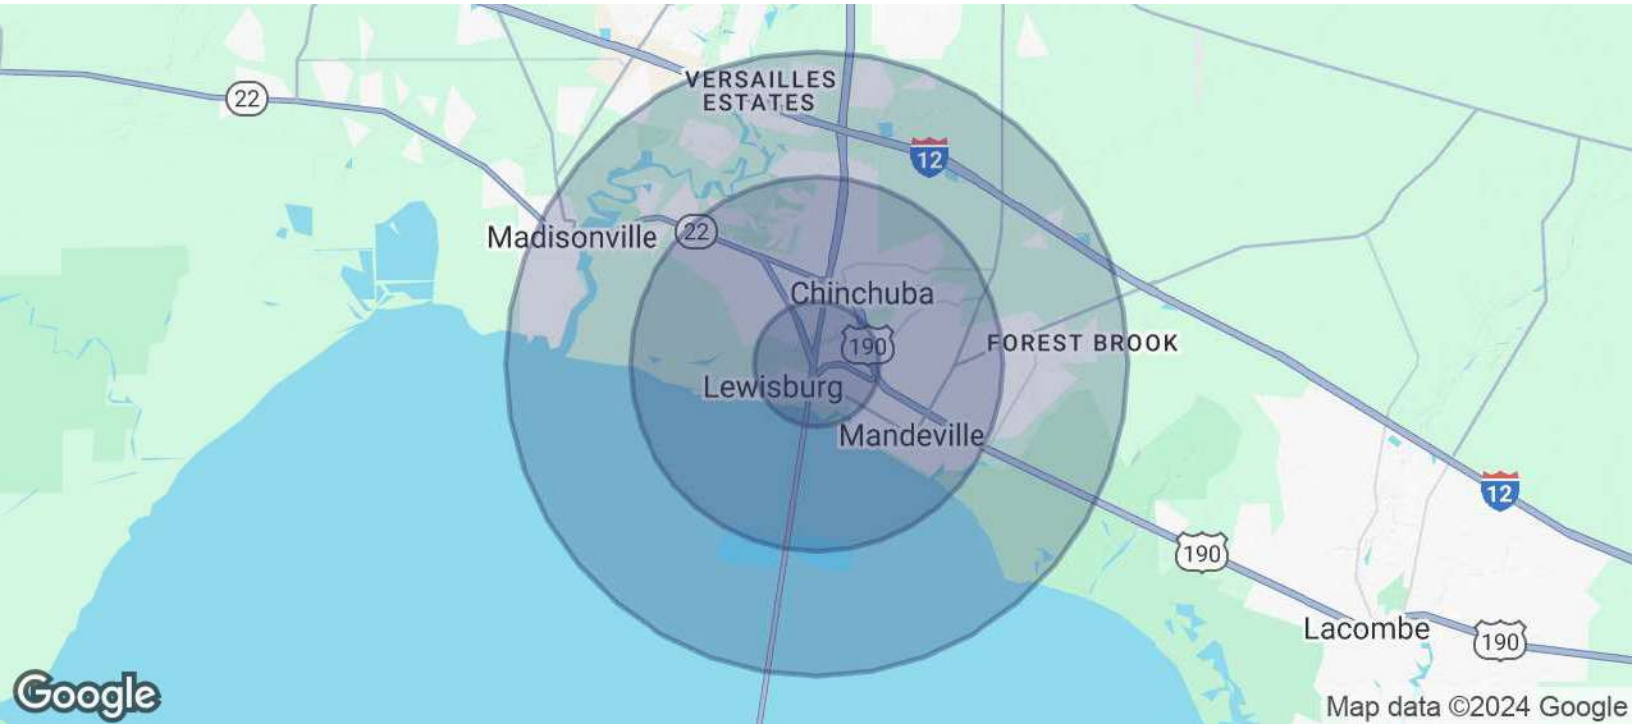 VERSAILLES
ESTATES
22
12
Madisonville
22
Chinchuba
190
FOREST BROOK
Lewisburg
Mandeville
12
190
Lacombe
190
Google
Map data ©2024 Google